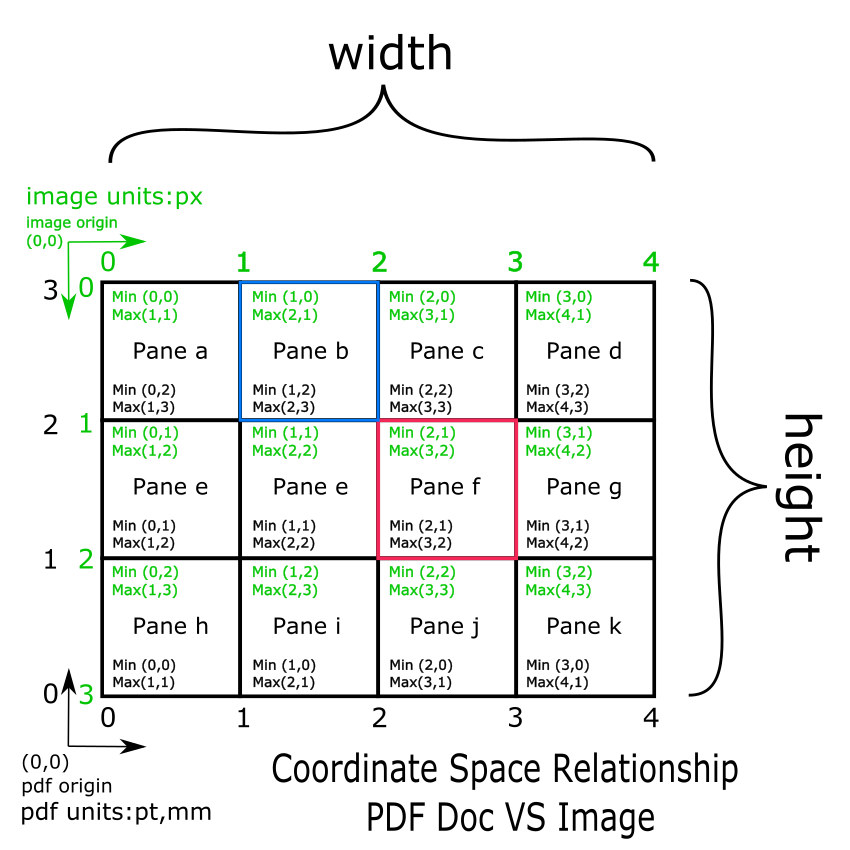 width
image units:px
image origin
(0,0)
0 1 2 3 4
3 0
Min (0,0) Min (1,0) Min (2,0) Min (3,0)
Max(1,1) Max(2,1) Max(3,1) Max(4,1)
Pane a Pane b Pane c Pane d
Min (0,2) Min (1,2) Min (2,2) Min (3,2)
Max(1,3) Max(2,3) Max(3,3) Max(4,3)
2 1
Min (0,1) Min (1,1) Min (2,1) Min (3,1)
Max(1,2) Max(2,2) Max(3,2) Max(4,2)
Pane e Pane e Pane f Pane g
Min (0,1) Min (1,1) Min (2,1) Min (3,1)
Max(1,2) Max(2,2) Max(3,2) Max(4,2)
height
1 2
Min (0,2) Min (1,2) Min (2,2) Min (3,2)
Max(1,3) Max(2,3) Max(3,3) Max(4,3)
Pane h Pane i Pane j Pane k
Min (0,0) Min (1,0) Min (2,0) Min (3,0)
Max(1,1) Max(2,1) Max(3,1) Max(4,1)
0 3
0 1 2 3 4
(0,0)
pdf origin
pdf units:pt,mm
Coordinate Space Relationship
PDF Doc VS Image